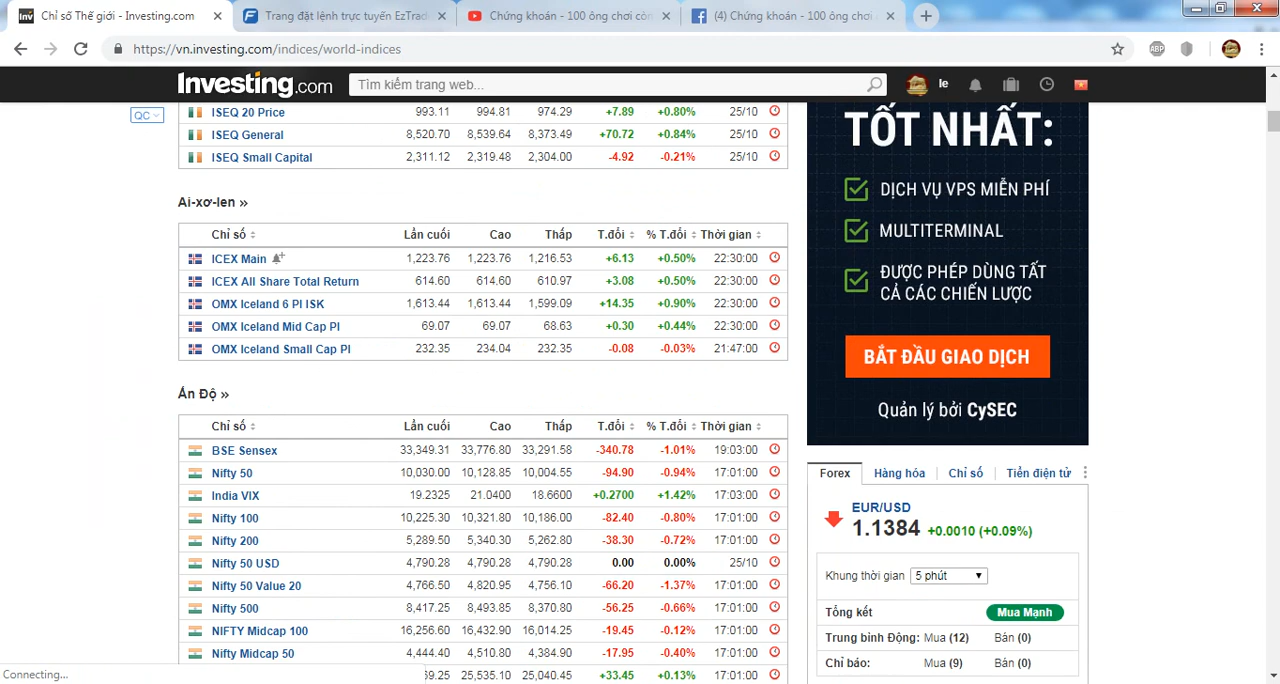 Chỉ số Thế giới - Investing.com
Trang đặt lệnh trực tuyến EzTrad
Chứng khoán - 100 ông chơi côn
(4) Chứng khoán - 100 ông chơi
https://vn.investing.com/indices/world-indices
ABP
Investing.com
Tìm kiếm trang web...
le
QC
ISEQ 20 Price 993.11 994.81 974.29 +7.89 +0.80% 25/10
ISEQ General 8,520.70 8,539.64 8,373.49 +70.72 +0.84% 25/10
ISEQ Small Capital 2,311.12 2,319.48 2,304.00 -4.92 -0.21% 25/10
Ai-xơ-len »
Chỉ số Lần cuối Cao Thấp T.đổi % T.đổi Thời gian
ICEX Main 1,223.76 1,223.76 1,216.53 +6.13 +0.50% 22:30:00
ICEX All Share Total Return 614.60 614.60 610.97 +3.08 +0.50% 22:30:00
OMX Iceland 6 PI ISK 1,613.44 1,613.44 1,599.09 +14.35 +0.90% 22:30:00
OMX Iceland Mid Cap PI 69.07 69.07 68.63 +0.30 +0.44% 22:30:00
OMX Iceland Small Cap PI 232.35 234.04 232.35 -0.08 -0.03% 21:47:00
Ấn Độ »
Chỉ số Lần cuối Cao Thấp T.đổi % T.đổi Thời gian
BSE Sensex 33,349.31 33,776.80 33,291.58 -340.78 -1.01% 19:03:00
Nifty 50 10,030.00 10,128.85 10,004.55 -94.90 -0.94% 17:01:00
India VIX 19.2325 21.0400 18.6600 +0.2700 +1.42% 17:03:00
Nifty 100 10,225.30 10,321.80 10,186.00 -82.40 -0.80% 17:01:00
Nifty 200 5,289.50 5,340.30 5,262.80 -38.30 -0.72% 17:01:00
Nifty 50 USD 4,790.28 4,790.28 4,790.28 0.00 0.00% 25/10
Nifty 50 Value 20 4,766.50 4,820.95 4,756.10 -66.20 -1.37% 17:01:00
Nifty 500 8,417.25 8,493.85 8,370.80 -56.25 -0.66% 17:01:00
NIFTY Midcap 100 16,256.60 16,432.90 16,014.25 -19.45 -0.12% 17:01:00
Nifty Midcap 50 4,444.40 4,510.80 4,384.90 -17.95 -0.40% 17:01:00
69.25 25,535.10 25,040.45 +33.45 +0.13% 17:01:00
Connecting...
TỐT NHẤT:
DỊCH VỤ VPS MIỄN PHÍ
MULTITERMINAL
ĐƯỢC PHÉP DÙNG TẤT
CẢ CÁC CHIẾN LƯỢC
BẮT ĐẦU GIAO DỊCH
Quản lý bởi CySEC
Forex Hàng hóa Chỉ số Tiền điện tử
EUR/USD
1.1384 +0.0010 (+0.09%)
Khung thời gian 5 phút
Tổng kết Mua Mạnh
Trung bình Động: Mua (12) Bán (0)
Chỉ báo: Mua (9) Bán (0)